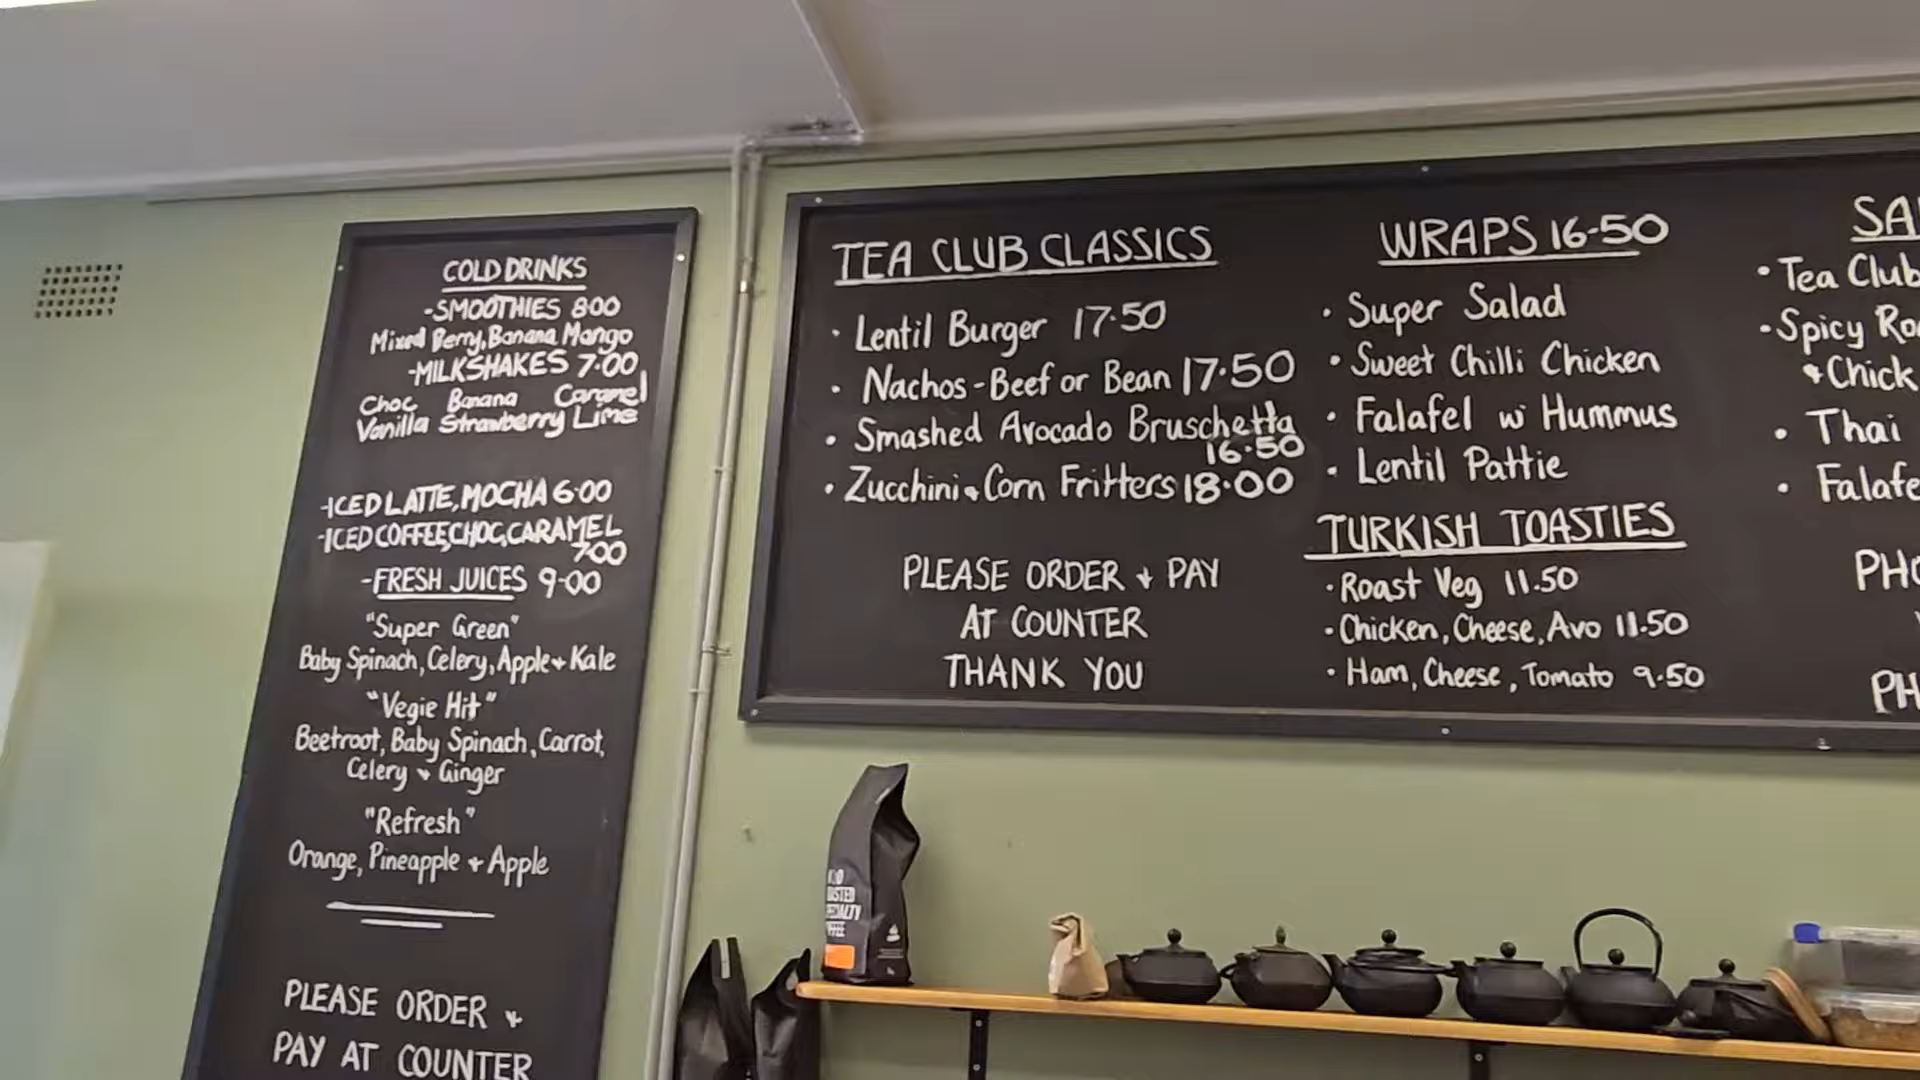 COLD DRINKS
-SMOOTHIES 8.00
Mixed Berry, Banana Mango
-MILKSHAKES 7.00
Choc Banana Caramel
Vanilla Strawberry Lime
-ICED LATTE, MOCHA 6.00
-ICED COFFEE, CHOC, CARAMEL
7.00
-FRESH JUICES 9.00
"Super Green"
Baby Spinach, Celery, Apple + Kale
"Vegie Hit"
Beetroot, Baby Spinach, Carrot,
Celery + Ginger
"Refresh"
Orange, Pineapple + Apple
PLEASE ORDER +
PAY AT COUNTER
TEA CLUB CLASSICS
• Lentil Burger 17.50
• Nachos - Beef or Bean 17.50
• Smashed Avocado Bruschetta
16.50
• Zucchini + Corn Fritters 18.00
PLEASE ORDER + PAY
AT COUNTER
THANK YOU
WRAPS 16.50
• Super Salad
• Sweet Chilli Chicken
• Falafel w Hummus
• Lentil Pattie
TURKISH TOASTIES
• Roast Veg 11.50
• Chicken, Cheese, Avo 11.50
• Ham, Cheese, Tomato 9.50
• Tea Club
• Spicy
+ Chick
• Thai